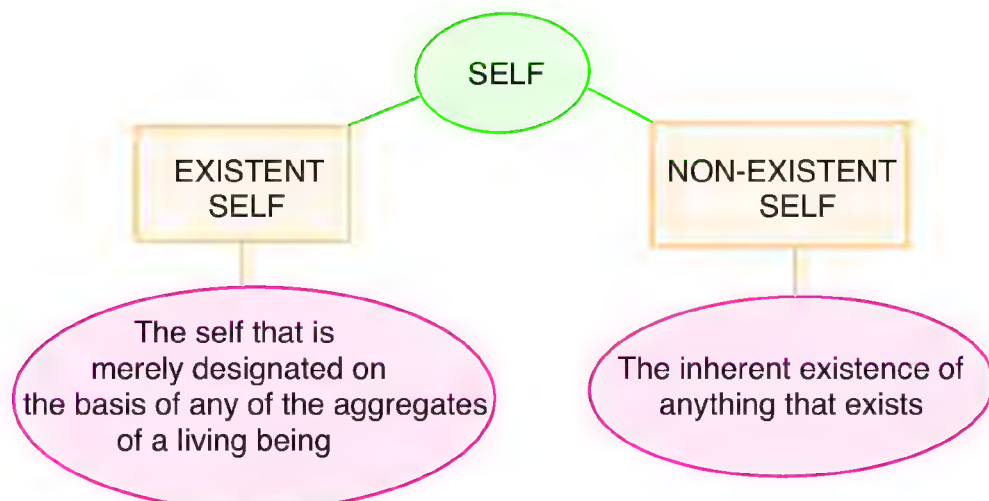 SELF
EXISTENT
SELF
NON-EXISTENT
SELF
The self that is
merely designated on
the basis of any of the aggregates
of a living being
The inherent existence of
anything that exists